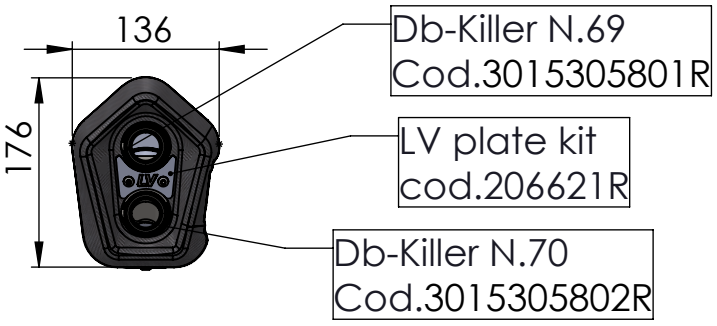 136
176
Db-Killer N.69
Cod.3015305801R
LV plate kit
cod.206621R
LV
Db-Killer N.70
Cod.3015305802R